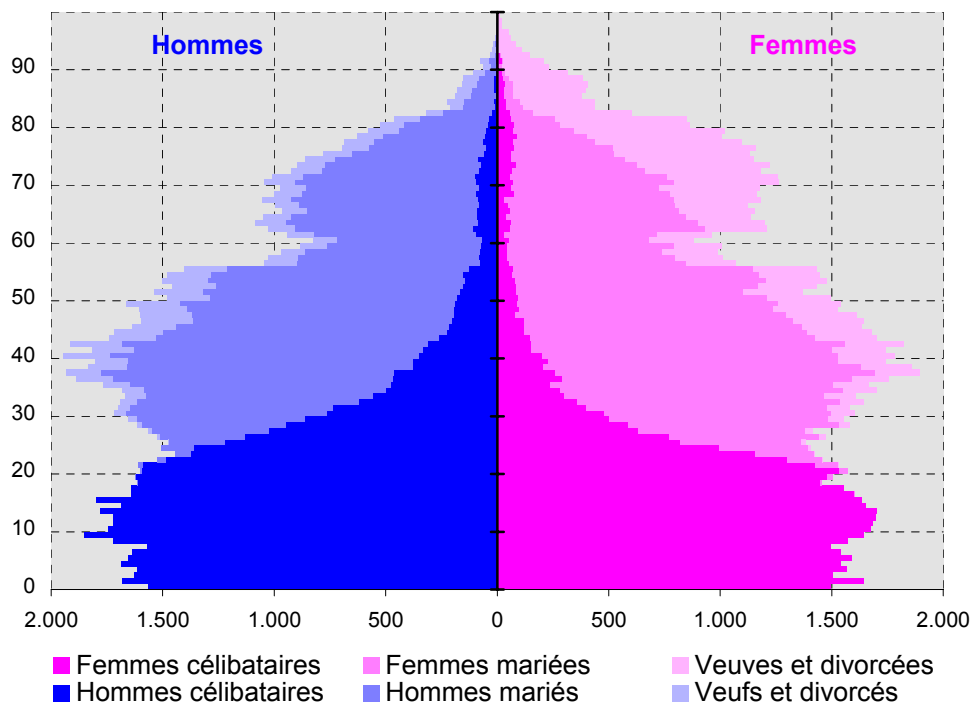 Hommes Femmes
90
80
70
60
50
40
30
20
10
0
2.000 1.500 1.000 500 0 500 1.000 1.500 2.000
Femmes célibataires Femmes mariées Veuves et divorcées
Hommes célibataires Hommes mariés Veufs et divorcés